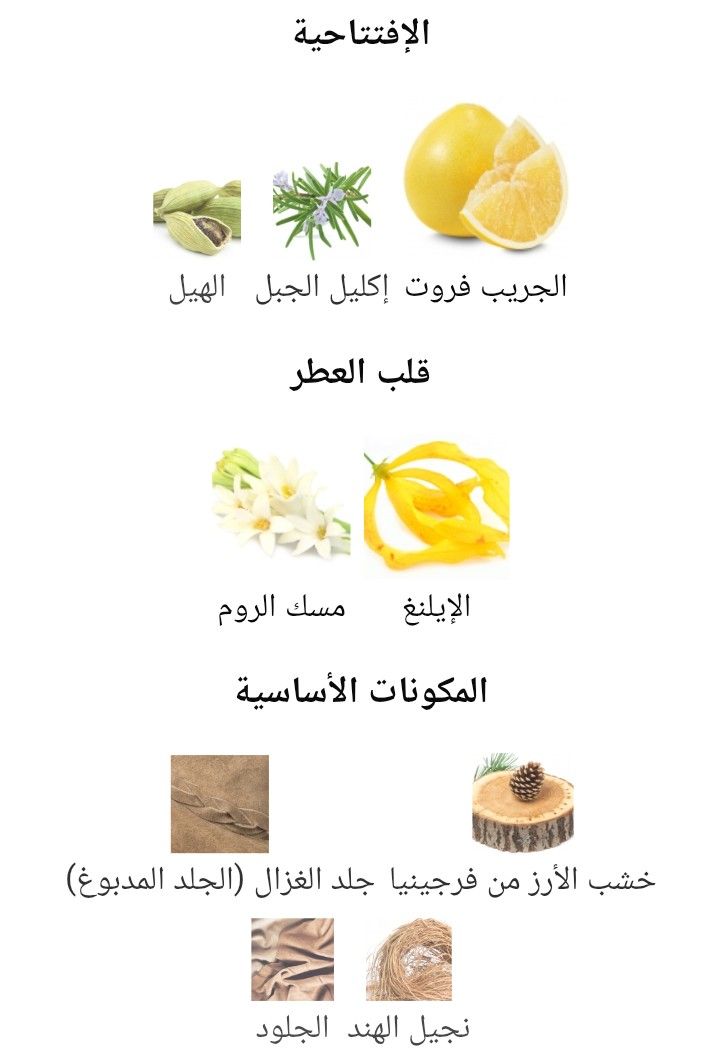 الإفتتاحية
الجريب فروت إكليل الجبل الهيل
قلب العطر
الإيلنغ مسك الروم
المكونات الأساسية
خشب الأرز من فرجينيا جلد الغزال (الجلد المدبوغ)
نجيل الهند الجلود